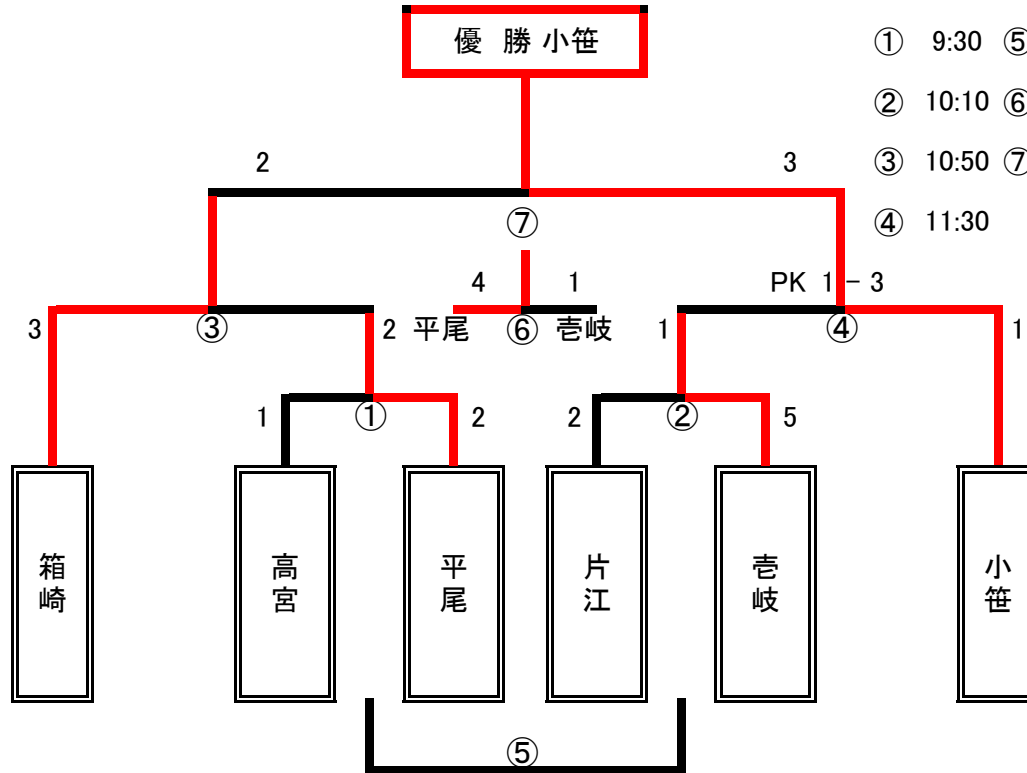 優 勝 小笹
① 9:30 ⑤
② 10:10 ⑥
2 3 ③ 10:50 ⑦
⑦ ④ 11:30
4 1 PK 1 - 3
3 ③ 2 平尾 ⑥ 壱岐 1 ④ 1
1 ① 2 2 ② 5
箱崎 高宮 平尾 片江 壱岐 小笹
⑤